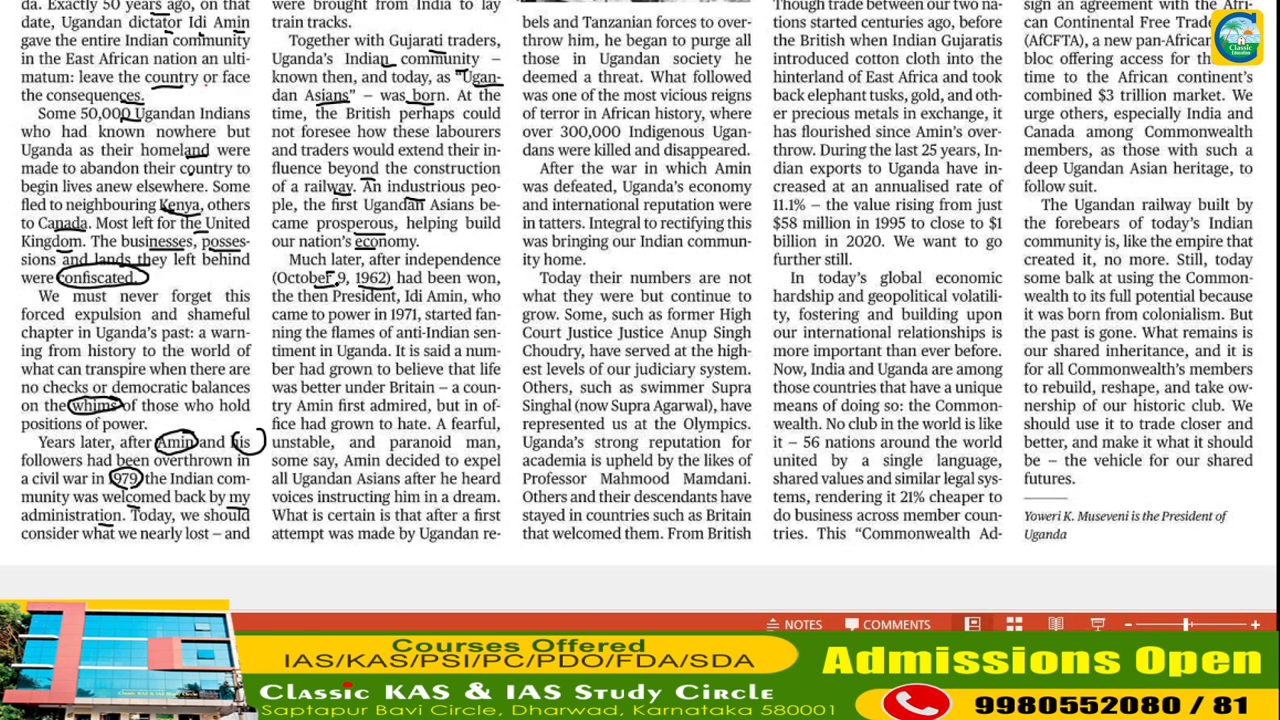 da. Exactly 50 years ago, on that
date, Ugandan dictator Idi Amin
gave the entire Indian community
in the East African nation an ulti-
matum: leave the country or face
the consequences.
Some 50,000 Ugandan Indians
who had known nowhere but
Uganda as their homeland were
made to abandon their country to
begin lives anew elsewhere. Some
fled to neighbouring Kenya, others
to Canada. Most left for the United
Kingdom. The businesses, posses-
sions and lands they left behind
were confiscated.
We must never forget this
forced expulsion and shameful
chapter in Uganda's past: a warn-
ing from history to the world of
what can transpire when there are
no checks or democratic balances
on the whims of those who hold
positions of power.
Years later, after Amin and his
followers had been overthrown in
a civil war in 1979, the Indian com-
munity was welcomed back by my
administration. Today, we should
consider what we nearly lost – and
were brought from India to lay
train tracks.
Together with Gujarati traders,
Uganda's Indian community –
known then, and today, as "Ugan-
dan Asians" – was born. At the
time, the British perhaps could
not foresee how these labourers
and traders would extend their in-
fluence beyond the construction
of a railway. An industrious peo-
ple, the first Ugandan Asians be-
came prosperous, helping build
our nation's economy.
Much later, after independence
(October 9, 1962) had been won,
the then President, Idi Amin, who
came to power in 1971, started fan-
ning the flames of anti-Indian sen-
timent in Uganda. It is said a num-
ber had grown to believe that life
was better under Britain – a coun-
try Amin first admired, but in of-
fice had grown to hate. A fearful,
unstable, and paranoid man,
some say, Amin decided to expel
all Ugandan Asians after he heard
voices instructing him in a dream.
What is certain is that after a first
attempt was made by Ugandan re-
bels and Tanzanian forces to over-
throw him, he began to purge all
those in Ugandan society he
deemed a threat. What followed
was one of the most vicious reigns
of terror in African history, where
over 300,000 Indigenous Ugan-
dans were killed and disappeared.
After the war in which Amin
was defeated, Uganda's economy
and international reputation were
in tatters. Integral to rectifying this
was bringing our Indian commun-
ity home.
Today their numbers are not
what they were but continue to
grow. Some, such as former High
Court Justice Justice Anup Singh
Choudry, have served at the high-
est levels of our judiciary system.
Others, such as swimmer Supra
Singhal (now Supra Agarwal), have
represented us at the Olympics.
Uganda's strong reputation for
academia is upheld by the likes of
Professor Mahmood Mamdani.
Others and their descendants have
stayed in countries such as Britain
that welcomed them. From British
Though trade between our two na-
tions started centuries ago, before
the British when Indian Gujaratis
introduced cotton cloth into the
hinterland of East Africa and took
back elephant tusks, gold, and oth-
er precious metals in exchange, it
has flourished since Amin's over-
throw. During the last 25 years, In-
dian exports to Uganda have in-
creased at an annualised rate of
11.1% – the value rising from just
$58 million in 1995 to close to $1
billion in 2020. We want to go
further still.
In today's global economic
hardship and geopolitical volatili-
ty, fostering and building upon
our international relationships is
more important than ever before.
Now, India and Uganda are among
those countries that have a unique
means of doing so: the Common-
wealth. No club in the world is like
it – 56 nations around the world
united by a single language,
shared values and similar legal sys-
tems, rendering it 21% cheaper to
do business across member coun-
tries. This "Commonwealth Ad-
sign an agreement with the Afri-
can Continental Free Trade
(AfCFTA), a new pan-African
bloc offering access for th
time to the African continent's
combined $3 trillion market. We
urge others, especially India and
Canada among Commonwealth
members, as those with such a
deep Ugandan Asian heritage, to
follow suit.
The Ugandan railway built by
the forebears of today's Indian
community is, like the empire that
created it, no more. Still, today
some balk at using the Common-
wealth to its full potential because
it was born from colonialism. But
the past is gone. What remains is
our shared inheritance, and it is
for all Commonwealth's members
to rebuild, reshape, and take ow-
nership of our historic club. We
should use it to trade closer and
better, and make it what it should
be – the vehicle for our shared
futures.
Yoweri K. Museveni is the President of
Uganda
Classic
Education
NOTES
COMMENTS
Courses Offered
IAS/KAS/PSI/PC/PDO/FDA/SDA
Classic KAS & IAS Study Circle
Saptapur Bavi Circle, Dharwad, Karnataka 580001
Admissions Open
9980552080 / 81